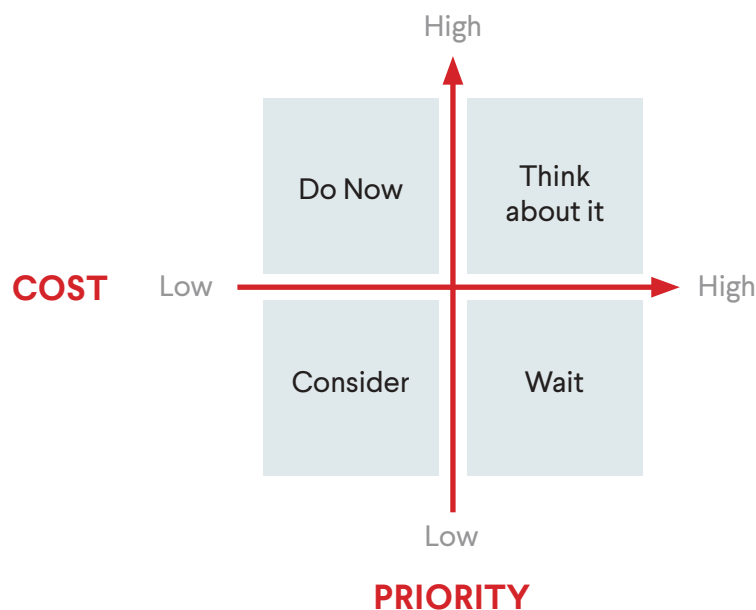 High
Do Now
Think
about it
COST
Low
High
Consider
Wait
Low
PRIORITY